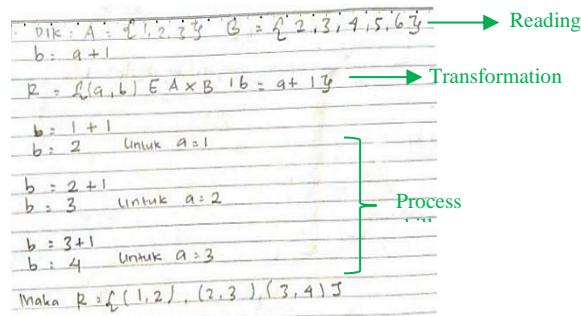 Dik : A = {1, 2, 3} B = {2, 3, 4, 5, 6} Reading
b = a + 1
R = {(a, b) E A x B | b = a + 1} Transformation
b = 1 + 1
b = 2 Untuk a = 1
b = 2 + 1
b = 3 Untuk a = 2
Process
b = 3 + 1
b = 4 Untuk a = 3
Maka R = {(1, 2), (2, 3), (3, 4)}